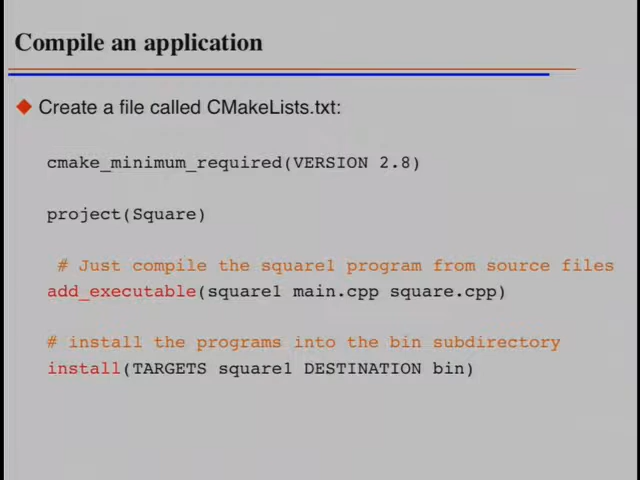 Compile an application
Create a file called CMakeLists.txt:
cmake_minimum_required(VERSION 2.8)
project(Square)
# Just compile the square1 program from source files
add_executable(square1 main.cpp square.cpp)
# install the programs into the bin subdirectory
install(TARGETS square1 DESTINATION bin)